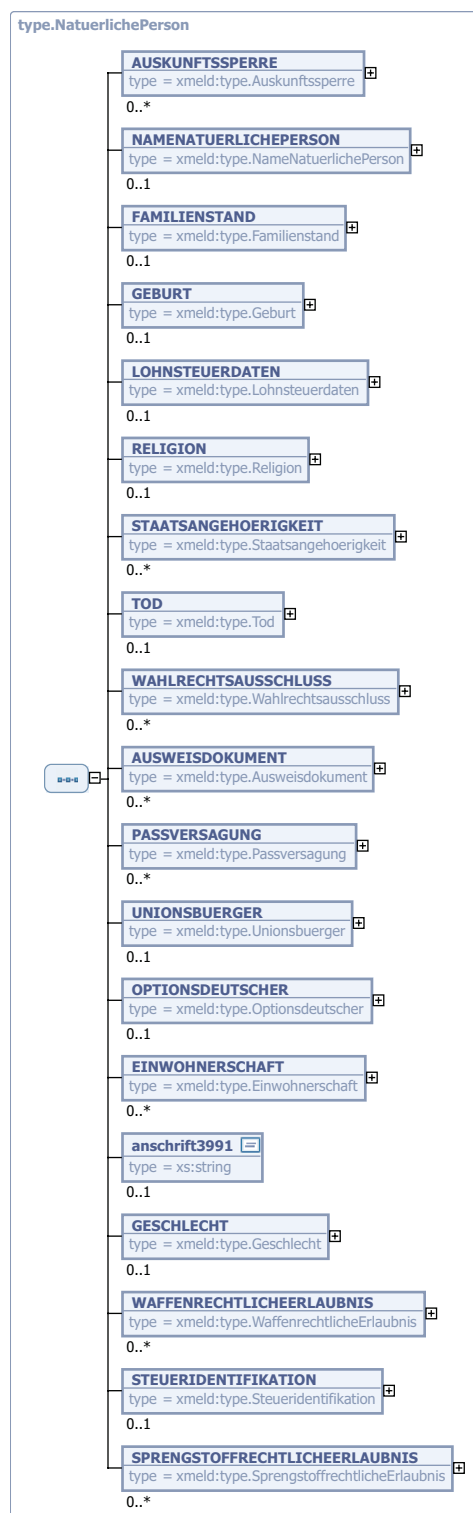 type.NatuerlichePerson
AUSKUNFTSSPERRE
type = xmeld:type.Auskunftssperre
0..*
NAMENATUERLICHEPERSON
type = xmeld:type.NameNatuerlichePerson
0..1
FAMILIENSTAND
type = xmeld:type.Familienstand
0..1
GEBURT
type = xmeld:type.Geburt
0..1
LOHNSTEUERDATEN
type = xmeld:type.Lohnsteuerdaten
0..1
RELIGION
type = xmeld:type.Religion
0..1
STAATSANGEHOERIGKEIT
type = xmeld:type.Staatsangehoerigkeit
0..*
TOD
type = xmeld:type.Tod
0..1
WAHLRECHTSAUSSCHLUSS
type = xmeld:type.Wahlrechtsausschluss
0..*
AUSWEISDOKUMENT
type = xmeld:type.Ausweisdokument
0..*
PASSVERSAGUNG
type = xmeld:type.Passversagung
0..*
UNIONSBUERGER
type = xmeld:type.Unionsbuerger
0..1
OPTIONSDEUTSCHER
type = xmeld:type.Optionsdeutscher
0..1
EINWOHNERSCHAFT
type = xmeld:type.Einwohnerschaft
0..*
anschrift3991
type = xs:string
0..1
GESCHLECHT
type = xmeld:type.Geschlecht
0..1
WAFFENRECHTLICHEERLAUBNIS
type = xmeld:type.WaffenrechtlicheErlaubnis
0..*
STEUERIDENTIFIKATION
type = xmeld:type.Steueridentifikation
0..1
SPRENGSTOFFRECHTLICHEERLAUBNIS
type = xmeld:type.SprengstoffrechtlicheErlaubnis
0..*